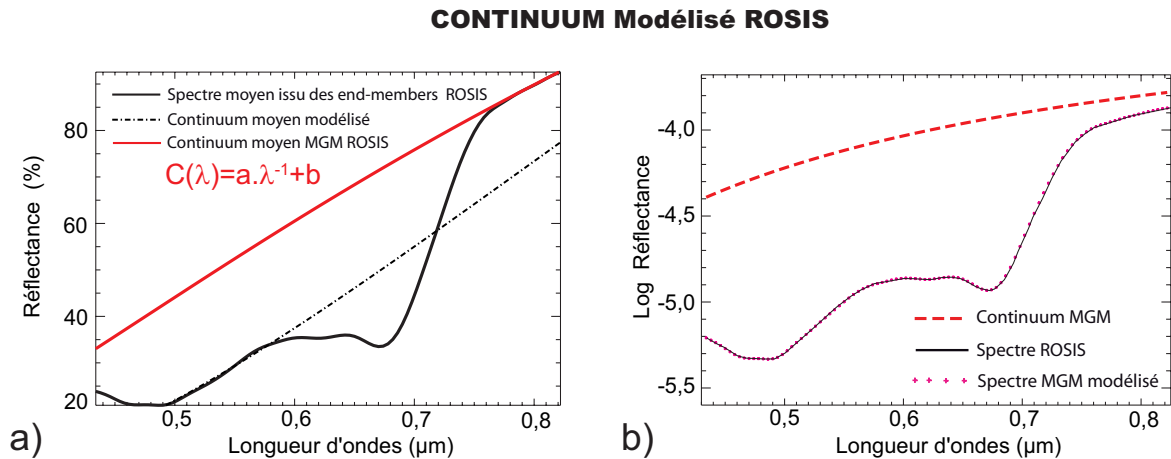 CONTINUUM Modélisé ROSIS
Spectre moyen issu des end-members ROSIS
Continuum moyen modélisé
Continuum moyen MGM ROSIS
C(λ)=a.λ⁻¹+b
Réflectance (%)
80
60
40
20
0,5
0,6
0,7
0,8
Longueur d'ondes (µm)
a)
Log Réflectance
-4,0
-4,5
-5,0
-5,5
Continuum MGM
Spectre ROSIS
Spectre MGM modélisé
0,5
0,6
0,7
0,8
Longueur d'ondes (µm)
b)